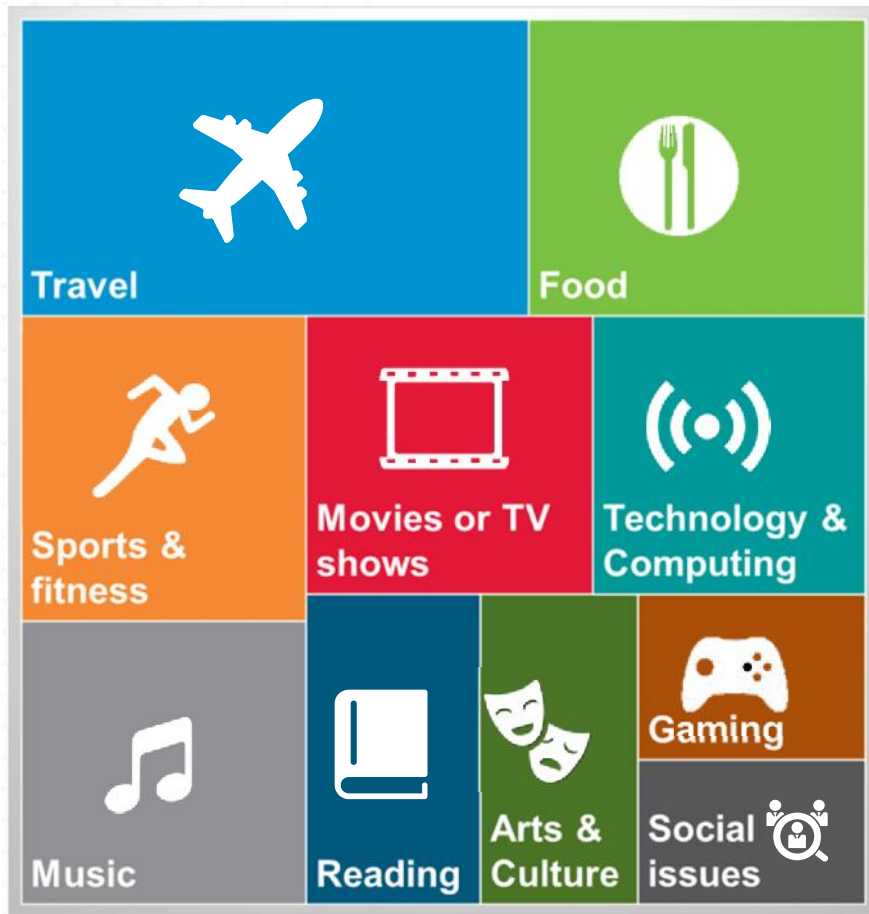 Travel
Food
Sports &
fitness
Movies or TV
shows
Technology &
Computing
Music
Reading
Arts &
Culture
Gaming
Social
issues